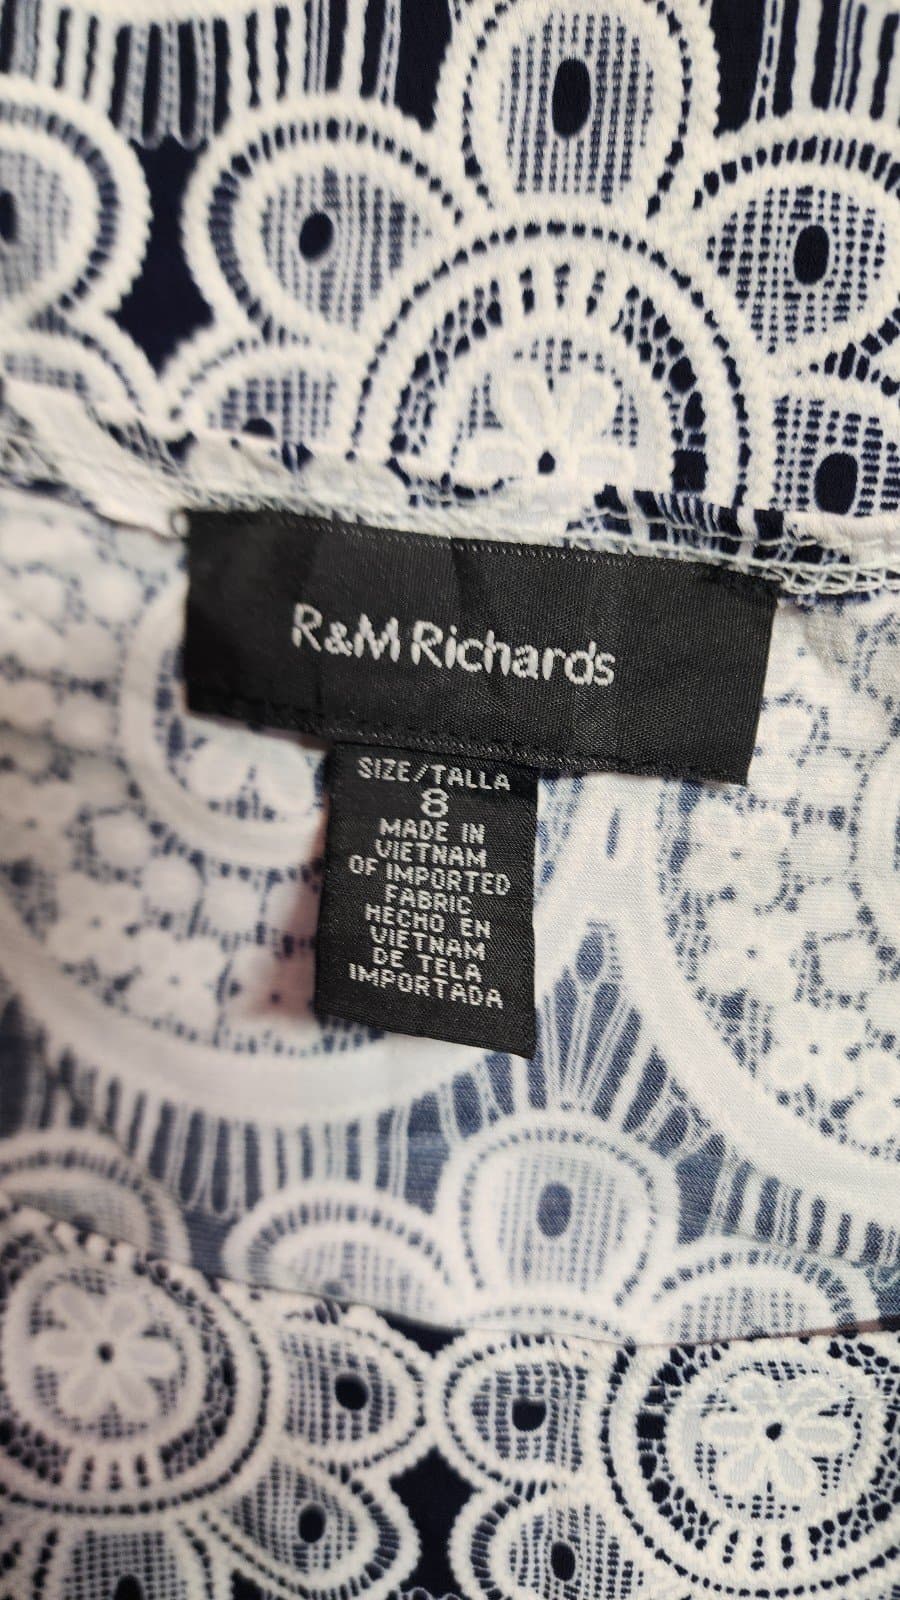 R&M Richards
SIZE/TALLA
8
MADE IN
VIETNAM
OF IMPORTED
FABRIC
HECHO EN
VIETNAM
DE TELA
IMPORTADA